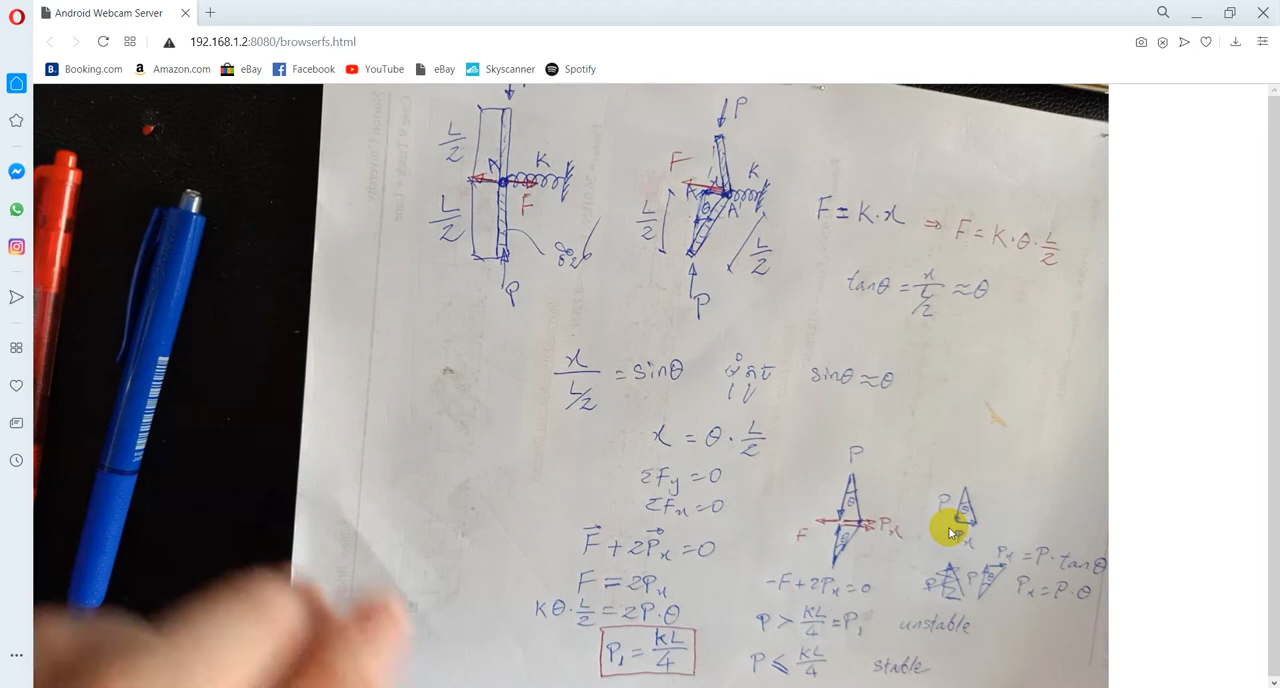 Android Webcam Server
192.168.1.2:8080/browserfs.html
Booking.com Amazon.com eBay Facebook YouTube eBay Skyscanner Spotify
P
L/2
A
K
F
L/2
P
P
F
x
K
A
θ
A'
L/2
L/2
P
F = K·x ⇒ F = K·θ·L/2
tanθ = x/(L/2) ≈ θ
x/(L/2) = sinθ
sinθ ≈ θ
x = θ·L/2
ΣFy = 0
ΣFx = 0
F⃗ + 2P⃗x = 0
F = 2Px
Kθ·L/2 = 2P·θ
P₁ = KL/4
P
θ
F
Px
θ
P
θ
Px
Px = P·tanθ
P
P
θ
Px = P·θ
-F + 2Px = 0
P > KL/4 = P₁ unstable
P ≤ KL/4 stable